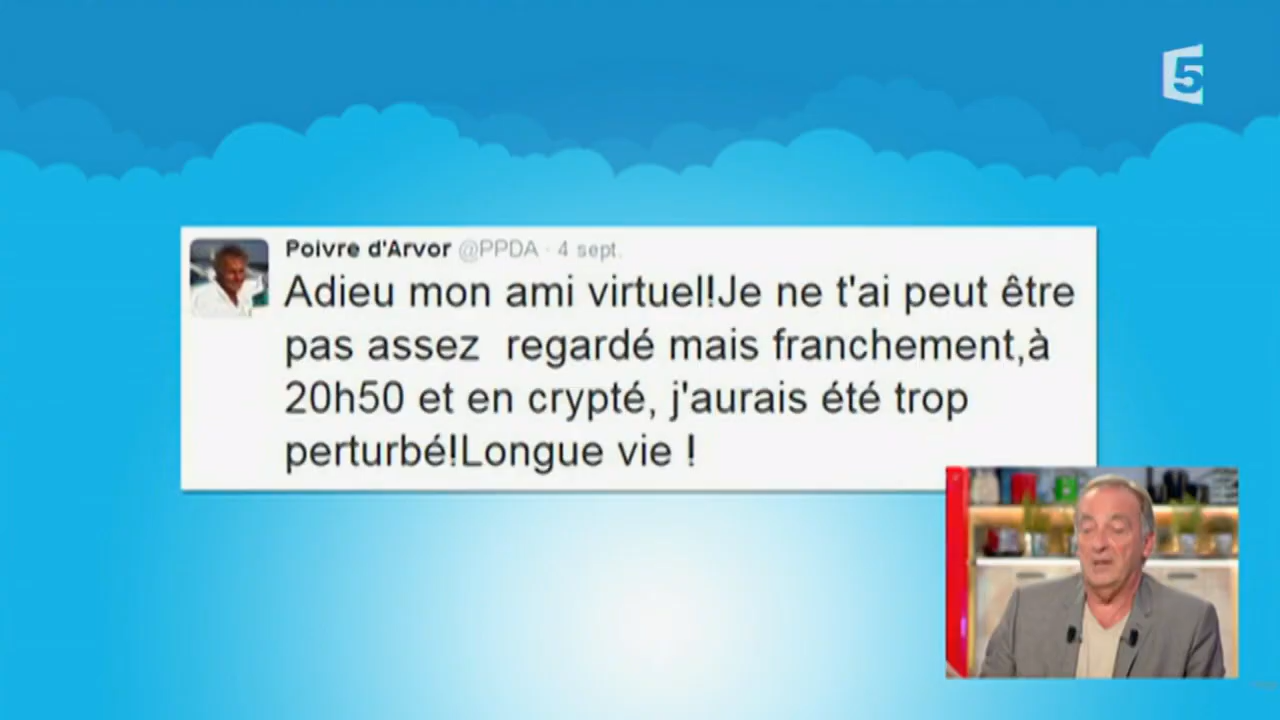 5
Poivre d'Arvor @PPDA · 4 sept.
Adieu mon ami virtuel!Je ne t'ai peut être
pas assez regardé mais franchement,à
20h50 et en crypté, j'aurais été trop
perturbé!Longue vie !